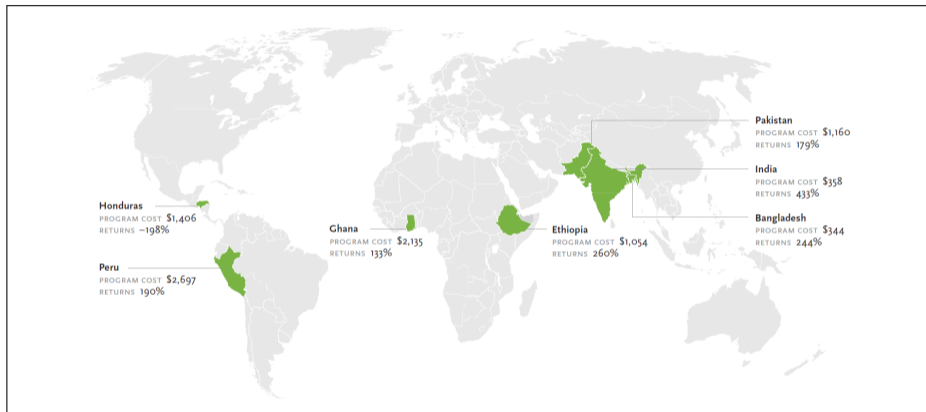 Pakistan
PROGRAM COST $1,160
RETURNS 179%
India
PROGRAM COST $358
RETURNS 433%
Bangladesh
PROGRAM COST $344
RETURNS 244%
Honduras
PROGRAM COST $1,406
RETURNS –198%
Ghana
PROGRAM COST $2,135
RETURNS 133%
Ethiopia
PROGRAM COST $1,054
RETURNS 260%
Peru
PROGRAM COST $2,697
RETURNS 190%